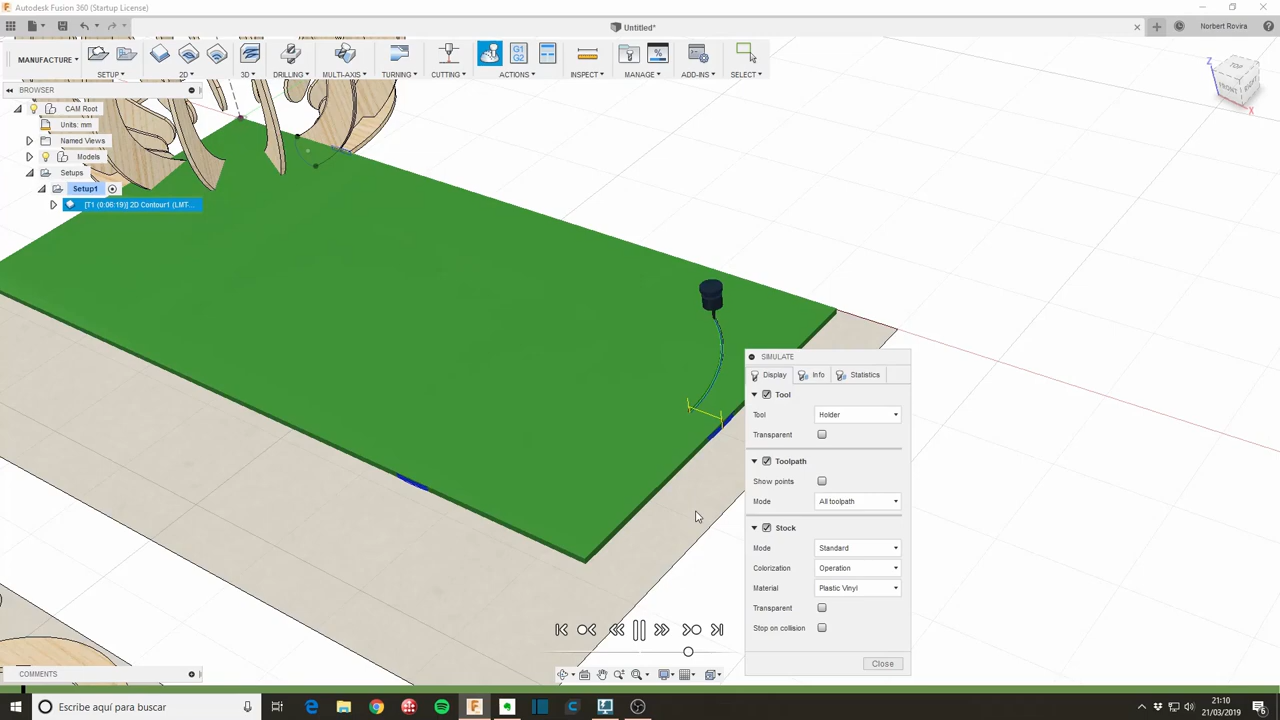 Autodesk Fusion 360 (Startup License)
Untitled*
Norbert Rovira
MANUFACTURE
SETUP
2D
3D
DRILLING
MULTI-AXIS
TURNING
CUTTING
G1
G2
ACTIONS
INSPECT
%
MANAGE
ADD-INS
SELECT
BROWSER
CAM Root
Units: mm
Named Views
Models
Setups
Setup1
[T1 (0:06:19)] 2D Contour1 (LMT-...
Z
TOP
FRONT
X
SIMULATE
Display
Info
Statistics
Tool
Tool
Holder
Transparent
Toolpath
Show points
Mode
All toolpath
Stock
Mode
Standard
Colorization
Operation
Material
Plastic Vinyl
Transparent
Stop on collision
Close
COMMENTS
Escribe aquí para buscar
21:10
21/03/2019